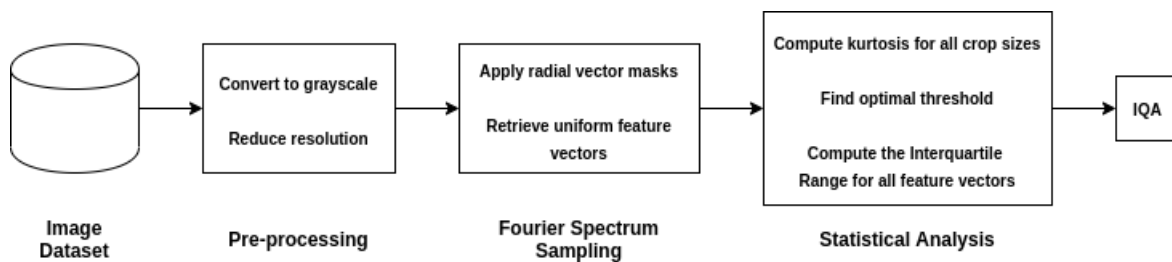 Convert to grayscale
Reduce resolution
Apply radial vector masks
Retrieve uniform feature
vectors
Compute kurtosis for all crop sizes
Find optimal threshold
Compute the Interquartile
Range for all feature vectors
IQA
Image
Dataset
Pre-processing
Fourier Spectrum
Sampling
Statistical Analysis